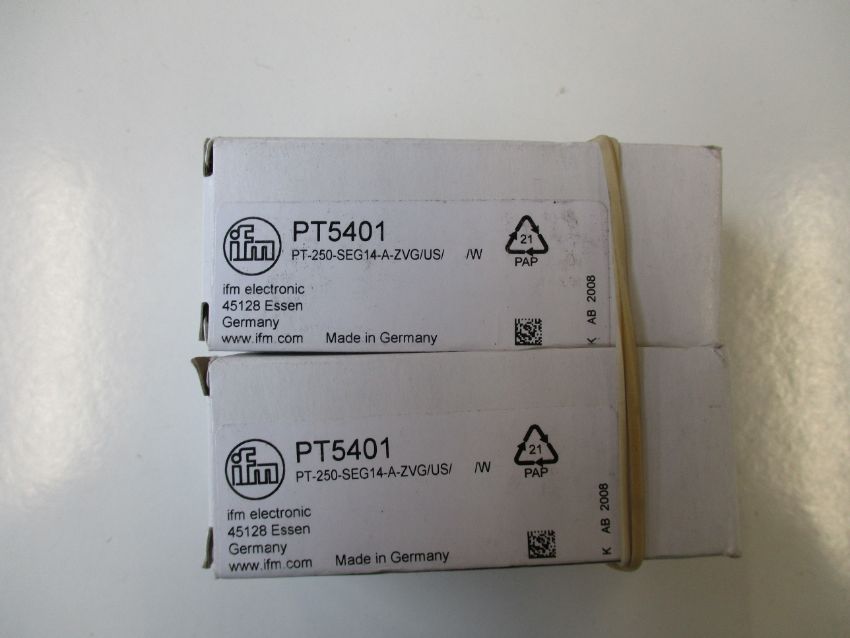 ifm
PT5401
PT-250-SEG14-A-ZVG/US/ /W
21
PAP
ifm electronic
45128 Essen
Germany
www.ifm.com Made in Germany
K AB 2008
ifm
PT5401
PT-250-SEG14-A-ZVG/US/ /W
21
PAP
ifm electronic
45128 Essen
Germany
www.ifm.com Made in Germany
K AB 2008